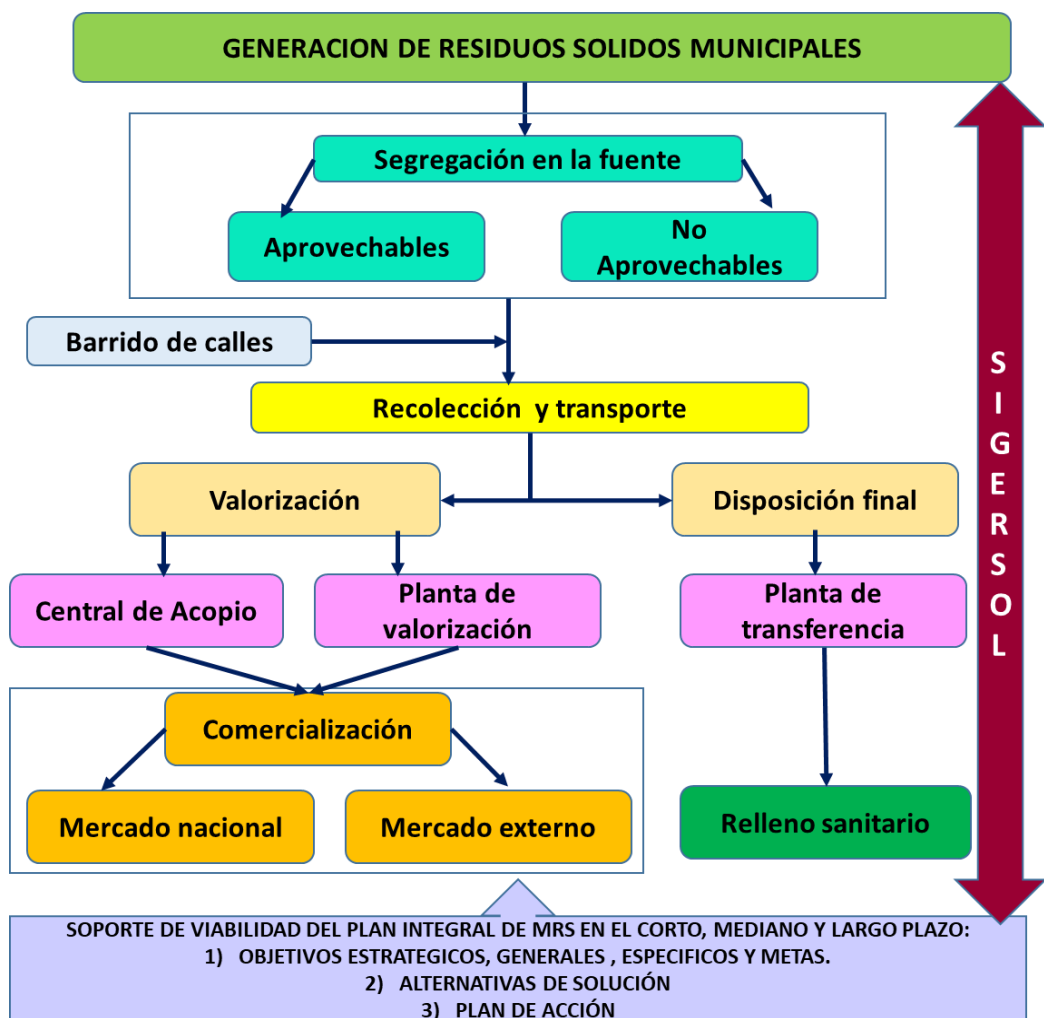 GENERACION DE RESIDUOS SOLIDOS MUNICIPALES
Segregación en la fuente
Aprovechables
No
Aprovechables
Barrido de calles
Recolección y transporte
Valorización
Disposición final
Central de Acopio
Planta de
valorización
Planta de
transferencia
Comercialización
Mercado nacional
Mercado externo
Relleno sanitario
SIGERSOL
SOPORTE DE VIABILIDAD DEL PLAN INTEGRAL DE MRS EN EL CORTO, MEDIANO Y LARGO PLAZO:
1) OBJETIVOS ESTRATEGICOS, GENERALES , ESPECIFICOS Y METAS.
2) ALTERNATIVAS DE SOLUCIÓN
3) PLAN DE ACCIÓN